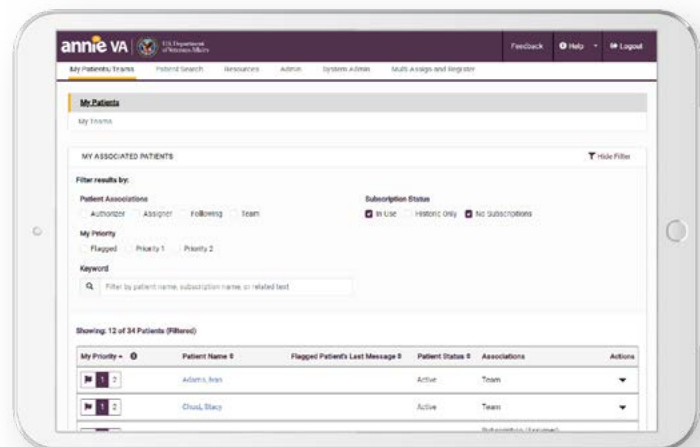 annie VA U.S. Department of Veterans Affairs Feedback Help Logout
My Patients/Teams Patient Search Resources Admin System Admin Multi Assign and Register
My Patients
My Teams
MY ASSOCIATED PATIENTS Hide Filter
Filter results by:
Patient Associations Subscription Status
Authorizer Assigner Following Team In Use Historic Only No Subscriptions
My Priority
Flagged Priority 1 Priority 2
Keyword
Filter by patient name, subscription name, or related text
Showing: 12 of 34 Patients (Filtered)
My Priority Patient Name Flagged Patient's Last Message Patient Status Associations Actions
1 2 Adams, Ivan Active Team
1 2 Stacy Active Team